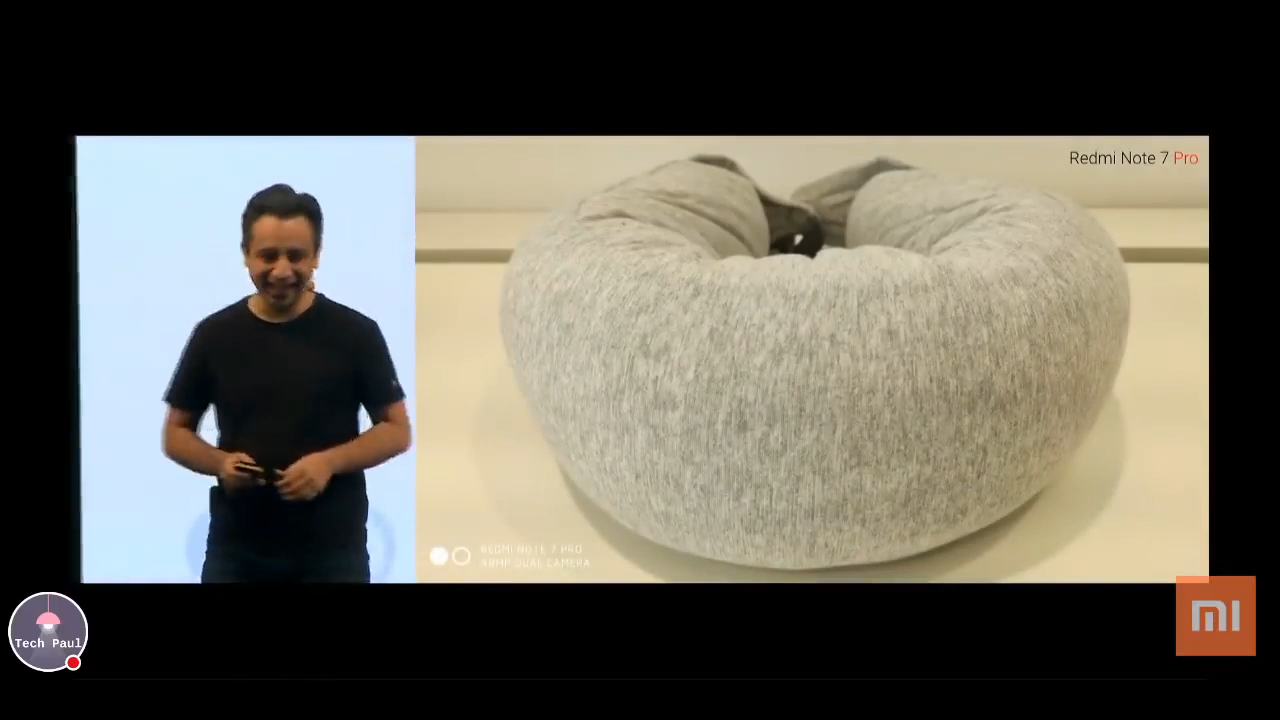 Redmi Note 7 Pro
REDMI NOTE 7 PRO
48MP DUAL CAMERA
Tech Paul
mi